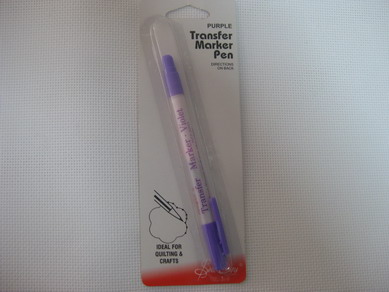 PURPLE
Transfer
Marker
Pen
DIRECTIONS
ON BACK
Transfer Marker - Violet
IDEAL FOR
QUILTING &
CRAFTS